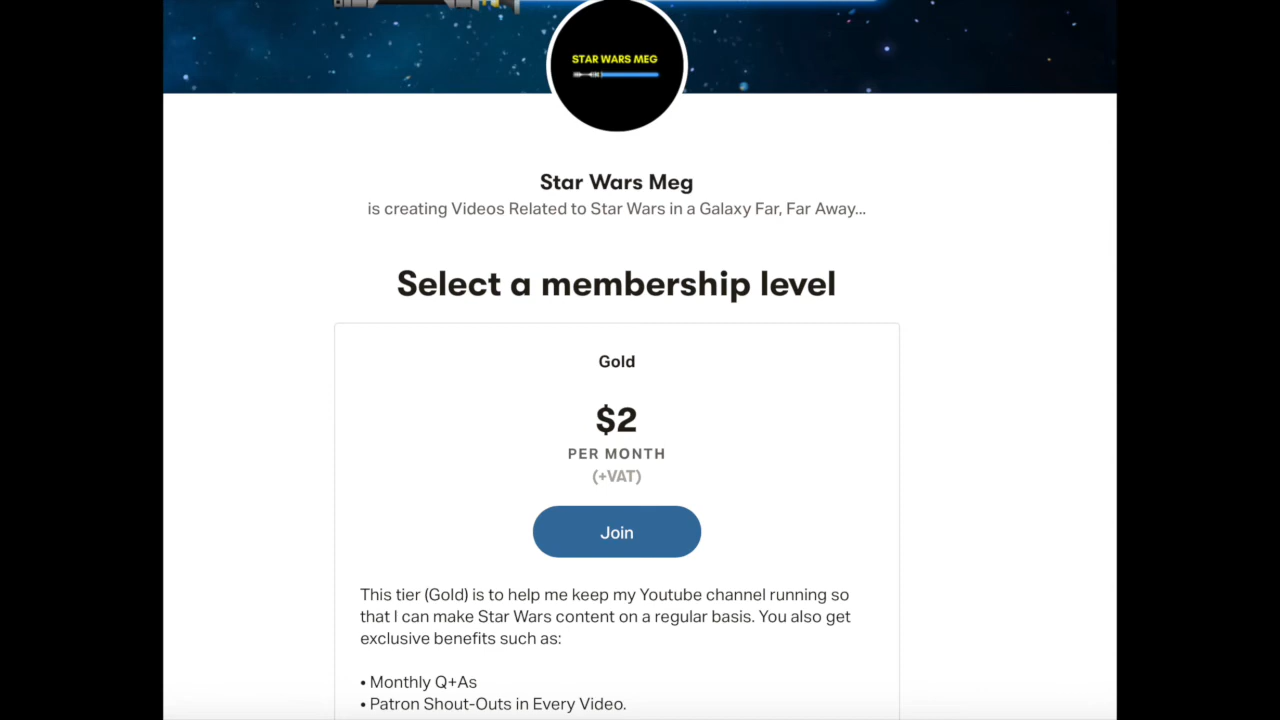 STAR WARS MEG
Star Wars Meg
is creating Videos Related to Star Wars in a Galaxy Far, Far Away...
Select a membership level
Gold
$2
PER MONTH
(+VAT)
Join
This tier (Gold) is to help me keep my Youtube channel running so
that I can make Star Wars content on a regular basis. You also get
exclusive benefits such as:
• Monthly Q+As
• Patron Shout-Outs in Every Video.